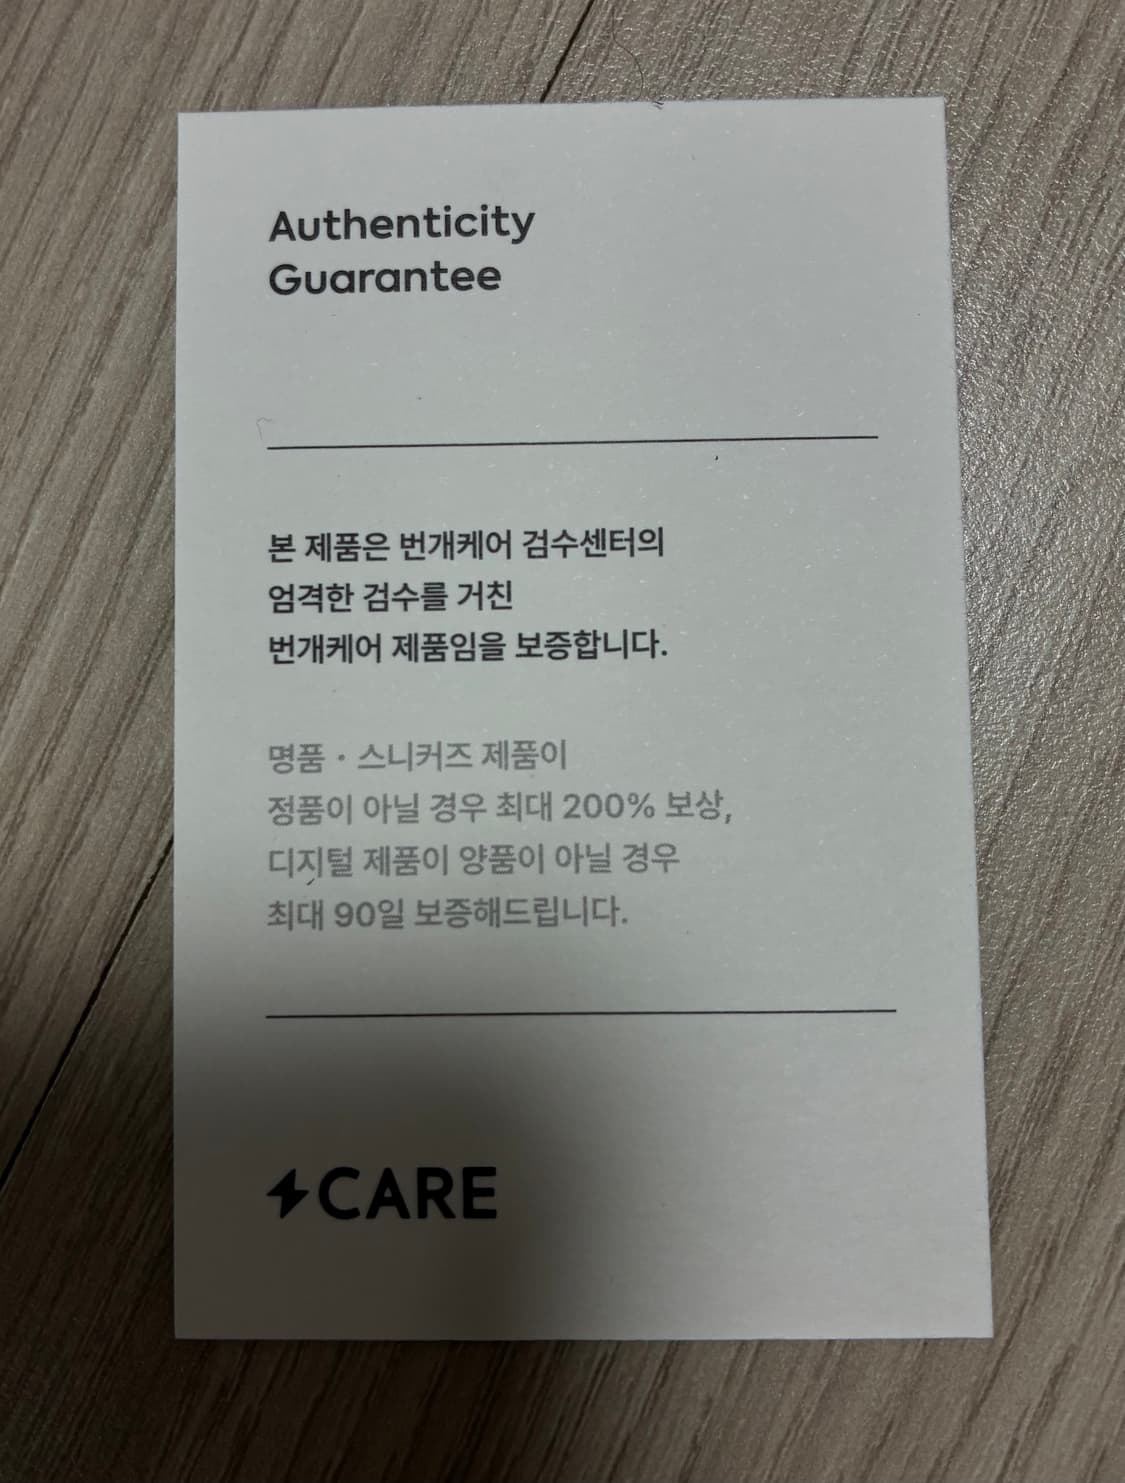 Authenticity
Guarantee
본 제품은 번개케어 검수센터의
엄격한 검수를 거친
번개케어 제품임을 보증합니다.
명품 · 스니커즈 제품이
정품이 아닐 경우 최대 200% 보상,
디지털 제품이 양품이 아닐 경우
최대 90일 보증해드립니다.
CARE